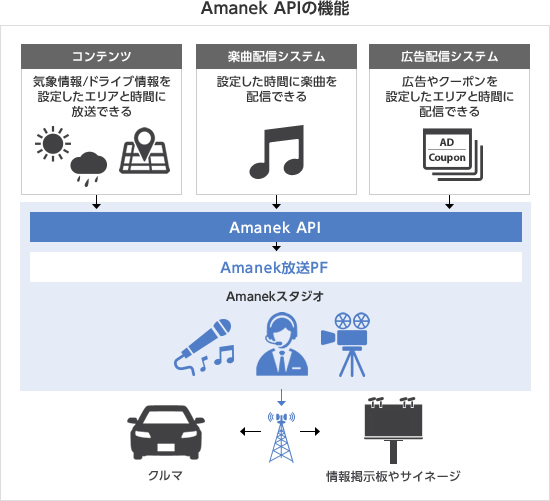 Amanek APIの機能
コンテンツ
気象情報/ドライブ情報を
設定したエリアと時間に
放送できる
楽曲配信システム
設定した時間に楽曲を
配信できる
広告配信システム
広告やクーポンを
設定したエリアと時間に
配信できる
AD
Coupon
Amanek API
Amanek放送PF
Amanekスタジオ
クルマ
情報掲示板やサイネージ